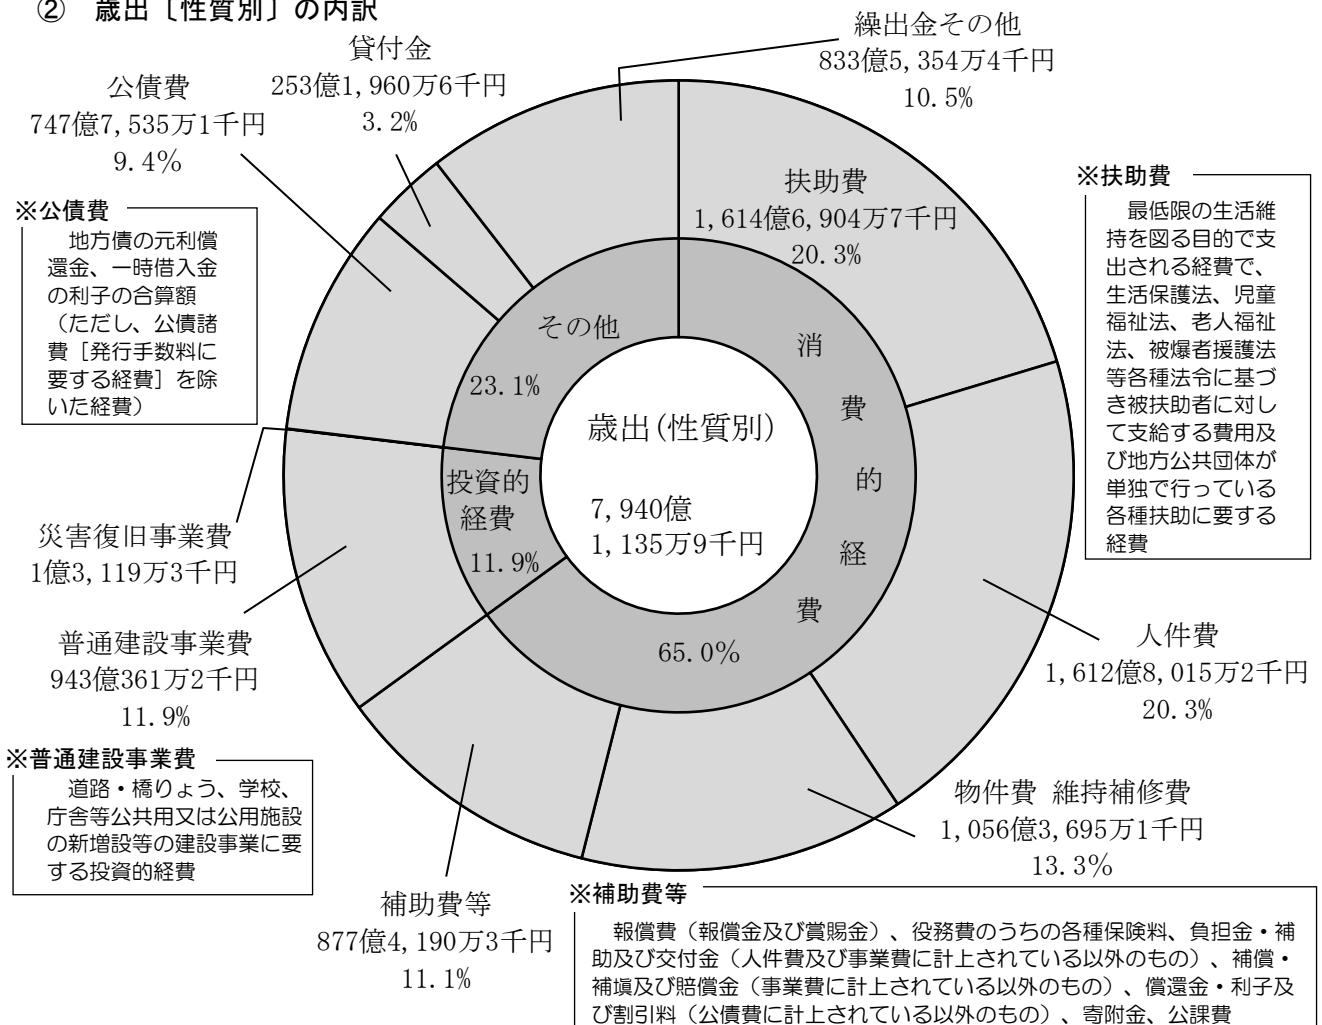 ② 歳出〔性質別〕の内訳
繰出金その他
833億5,354万4千円
10.5%
貸付金
253億1,960万6千円
3.2%
公債費
747億7,535万1千円
9.4%
扶助費
1,614億6,904万7千円
20.3%
※扶助費
最低限の生活維
持を図る目的で支
出される経費で、
生活保護法、児童
福祉法、老人福祉
法、被爆者援護法
等各種法令に基づ
き被扶助者に対し
て支給する費用及
び地方公共団体が
単独で行っている
各種扶助に要する
経費
※公債費
地方債の元利償
還金、一時借入金
の利子の合算額
（ただし、公債諸
費［発行手数料に
要する経費］を除
いた経費）
その他
23.1%
消費的経費
65.0%
歳出(性質別)
7,940億
1,135万9千円
投資的
経費
11.9%
災害復旧事業費
1億3,119万3千円
普通建設事業費
943億361万2千円
11.9%
人件費
1,612億8,015万2千円
20.3%
※普通建設事業費
道路・橋りょう、学校、
庁舎等公共用又は公用施設
の新増設等の建設事業に要
する投資的経費
物件費 維持補修費
1,056億3,695万1千円
13.3%
補助費等
877億4,190万3千円
11.1%
※補助費等
報償費（報償金及び賞賜金）、役務費のうちの各種保険料、負担金・補
助及び交付金（人件費及び事業費に計上されている以外のもの）、補償・
補塡及び賠償金（事業費に計上されている以外のもの）、償還金・利子及
び割引料（公債費に計上されている以外のもの）、寄附金、公課費